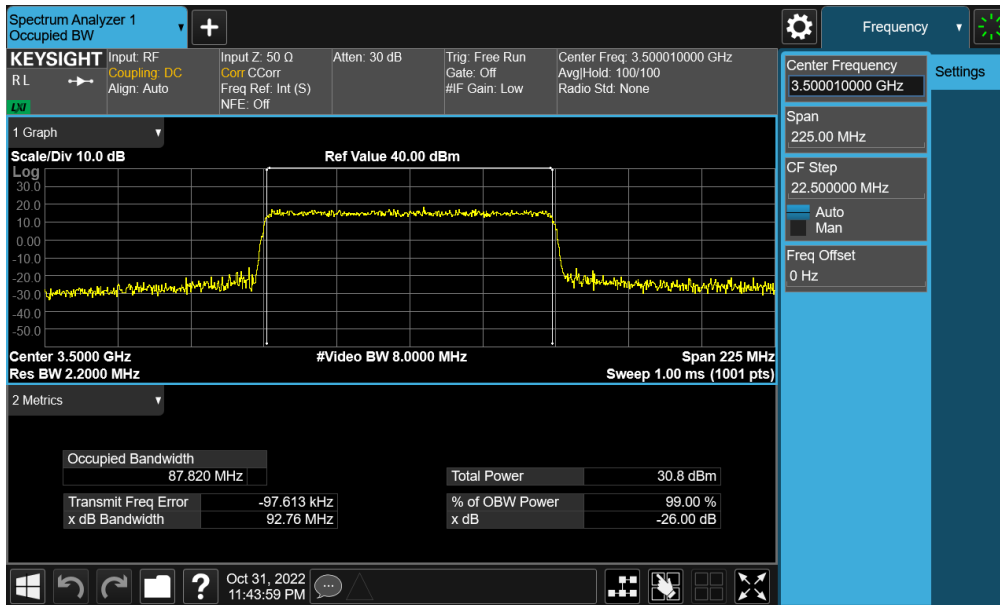 Spectrum Analyzer 1
Occupied BW
Frequency
KEYSIGHT
R L
LXI
Input: RF
Coupling: DC
Align: Auto
Input Z: 50 Ω
Corr CCorr
Freq Ref: Int (S)
NFE: Off
Atten: 30 dB
Trig: Free Run
Gate: Off
#IF Gain: Low
Center Freq: 3.500010000 GHz
Avg|Hold: 100/100
Radio Std: None
Center Frequency
3.500010000 GHz
Settings
Span
225.00 MHz
CF Step
22.500000 MHz
Auto
Man
Freq Offset
0 Hz
1 Graph
Scale/Div 10.0 dB
Ref Value 40.00 dBm
Log
30.0
20.0
10.0
0.00
-10.0
-20.0
-30.0
-40.0
-50.0
Center 3.5000 GHz
#Video BW 8.0000 MHz
Span 225 MHz
Res BW 2.2000 MHz
Sweep 1.00 ms (1001 pts)
2 Metrics
Occupied Bandwidth
87.820 MHz
Total Power 30.8 dBm
Transmit Freq Error -97.613 kHz
% of OBW Power 99.00 %
x dB Bandwidth 92.76 MHz
x dB -26.00 dB
Oct 31, 2022
11:43:59 PM